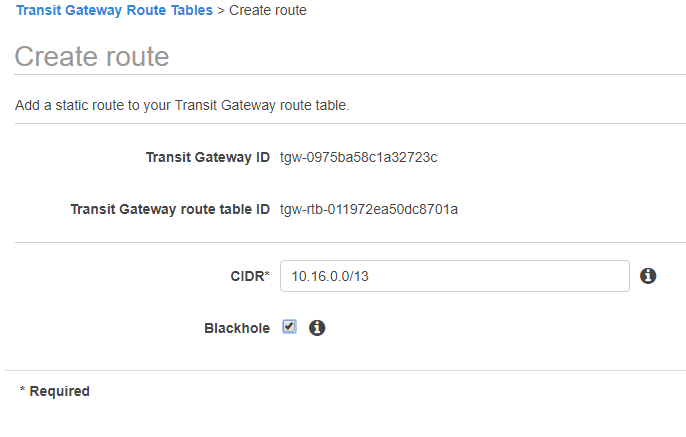 Transit Gateway Route Tables > Create route
Create route
Add a static route to your Transit Gateway route table.
Transit Gateway ID tgw-0975ba58c1a32723c
Transit Gateway route table ID tgw-rtb-011972ea50dc8701a
CIDR* 10.16.0.0/13
Blackhole
* Required